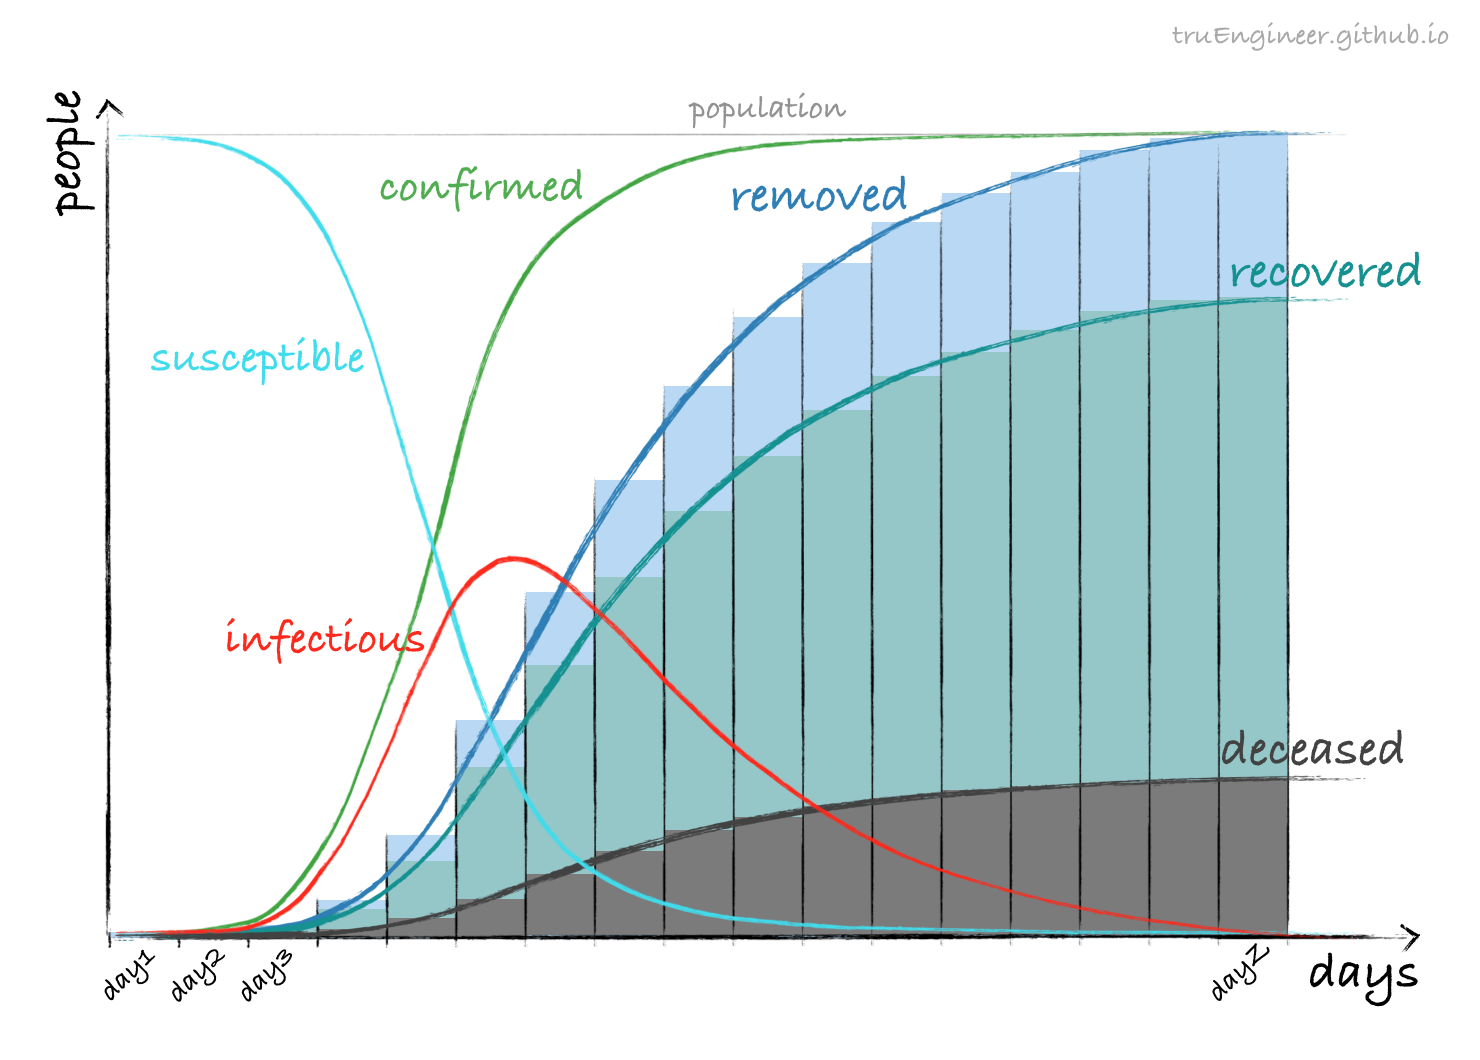 truEngineer.github.io
people
population
confirmed
removed
recovered
susceptible
infectious
deceased
day1
day2
day3
dayZ
days